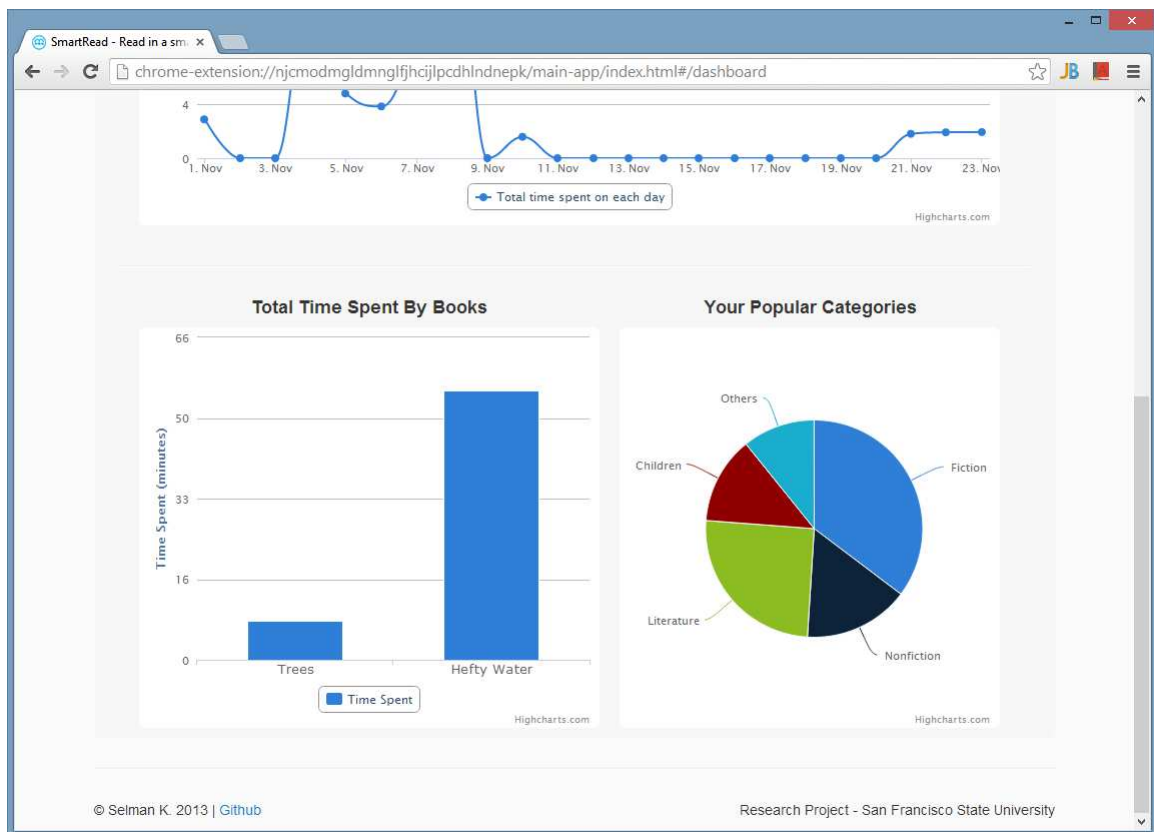 SmartRead - Read in a sm
chrome-extension://njcmodmgldmnglfjhcijlpcdhlndnepk/main-app/index.html#/dashboard
JB
4
0
1. Nov 3. Nov 5. Nov 7. Nov 9. Nov 11. Nov 13. Nov 15. Nov 17. Nov 19. Nov 21. Nov 23. Nov
Total time spent on each day
Highcharts.com
Total Time Spent By Books
66
50
33
16
0
Time Spent (minutes)
Trees Hefty Water
Time Spent
Highcharts.com
Your Popular Categories
Others
Children
Fiction
Literature
Nonfiction
Highcharts.com
© Selman K. 2013 | Github
Research Project - San Francisco State University